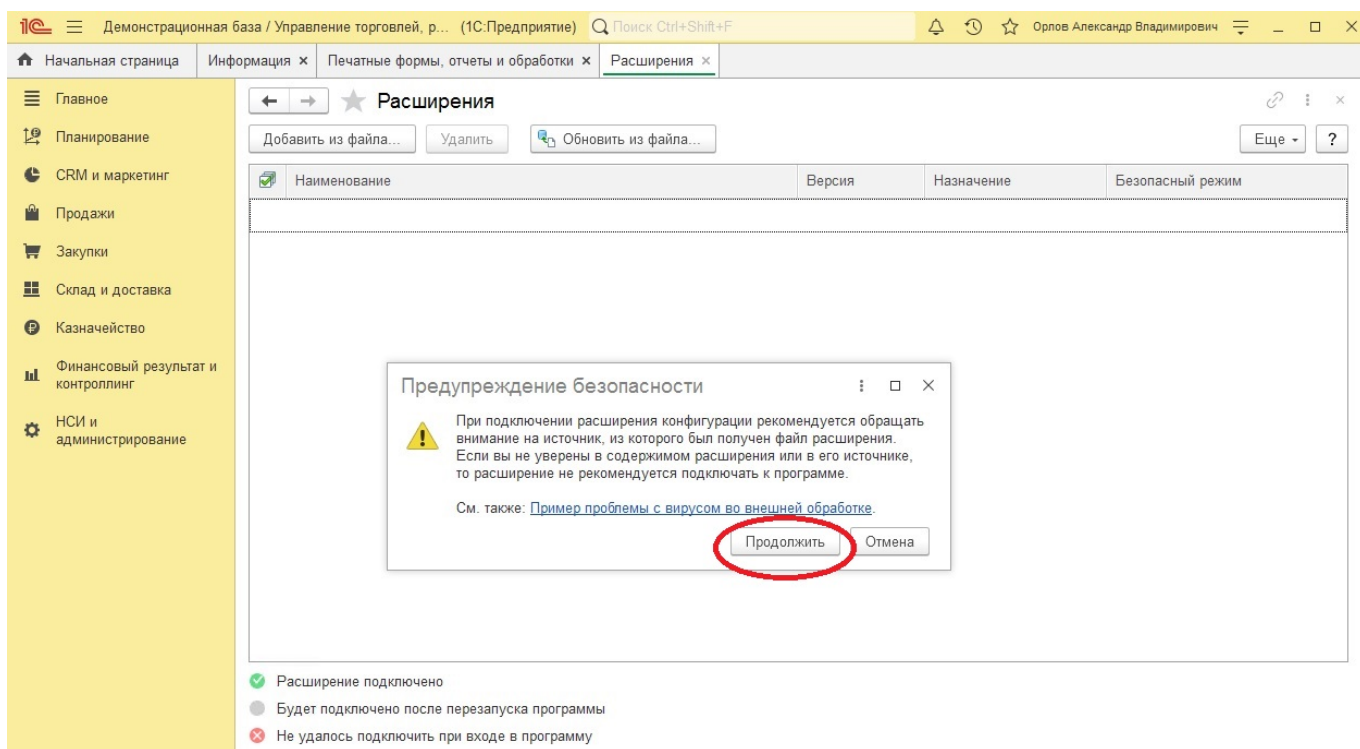 1С Демонстрационная база / Управление торговлей, р... (1С:Предприятие) Поиск Ctrl+Shift+F Орлов Александр Владимирович
Начальная страница Информация × Печатные формы, отчеты и обработки × Расширения ×
Главное
Планирование
CRM и маркетинг
Продажи
Закупки
Склад и доставка
Казначейство
Финансовый результат и
контроллинг
НСИ и
администрирование
Расширения
Добавить из файла... Удалить Обновить из файла... Еще ?
Наименование Версия Назначение Безопасный режим
Предупреждение безопасности
При подключении расширения конфигурации рекомендуется обращать
внимание на источник, из которого был получен файл расширения.
Если вы не уверены в содержимом расширения или в его источнике,
то расширение не рекомендуется подключать к программе.
См. также: Пример проблемы с вирусом во внешней обработке.
Продолжить Отмена
Расширение подключено
Будет подключено после перезапуска программы
Не удалось подключить при входе в программу